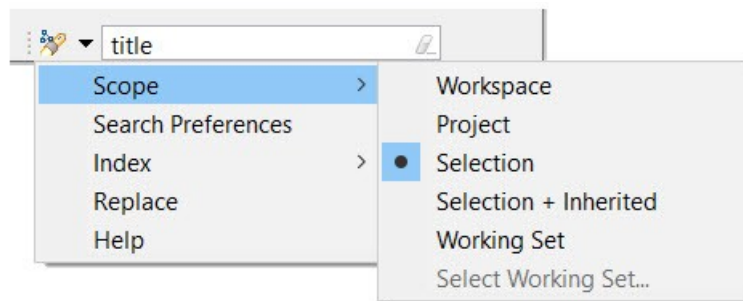 title
Scope
Search Preferences
Index
Replace
Help
Workspace
Project
Selection
Selection + Inherited
Working Set
Select Working Set...